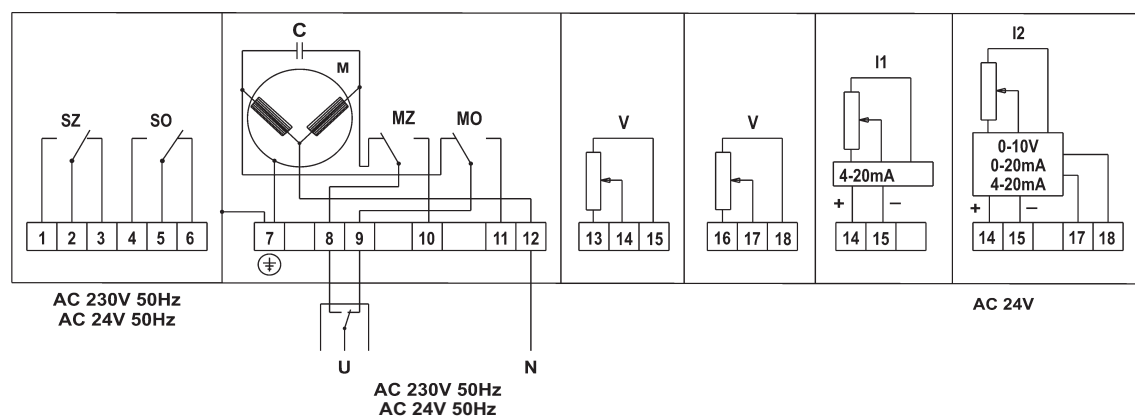 C
M
SZ
SO
MZ
MO
1 2 3 4 5 6
7 8 9 10 11 12
AC 230V 50Hz
AC 24V 50Hz
U
N
AC 230V 50Hz
AC 24V 50Hz
V
13 14 15
V
16 17 18
I1
4-20mA
+ –
14 15
I2
0-10V
0-20mA
4-20mA
+ –
14 15 17 18
AC 24V